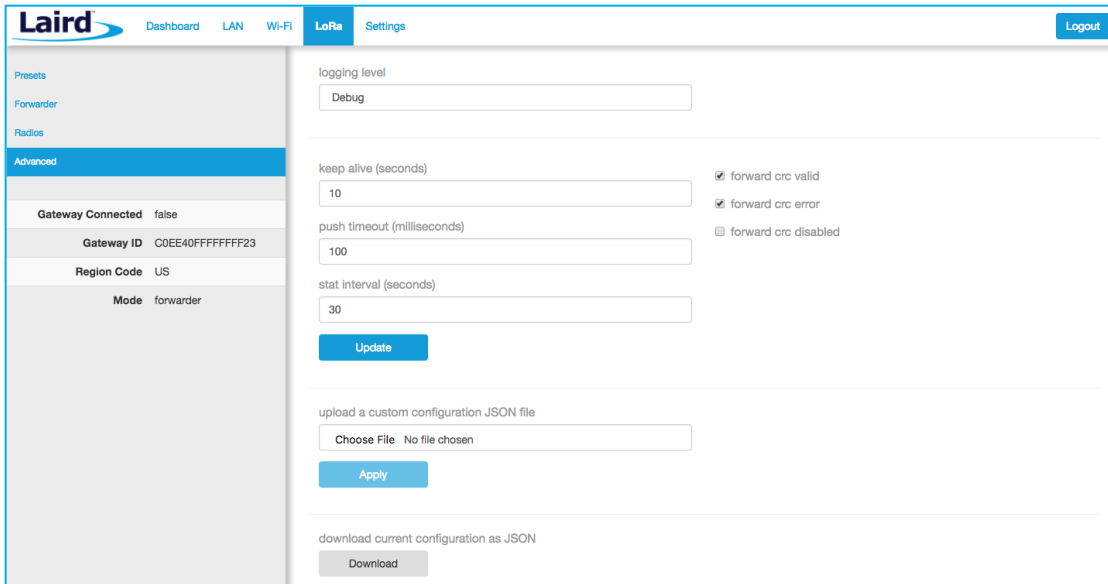 Laird™
Dashboard LAN Wi-Fi LoRa Settings Logout
Presets
Forwarder
Radios
Advanced
Gateway Connected false
Gateway ID C0EE40FFFFFFFF23
Region Code US
Mode forwarder
logging level
Debug
keep alive (seconds)
10
push timeout (milliseconds)
100
stat interval (seconds)
30
Update
forward crc valid
forward crc error
forward crc disabled
upload a custom configuration JSON file
Choose File No file chosen
Apply
download current configuration as JSON
Download